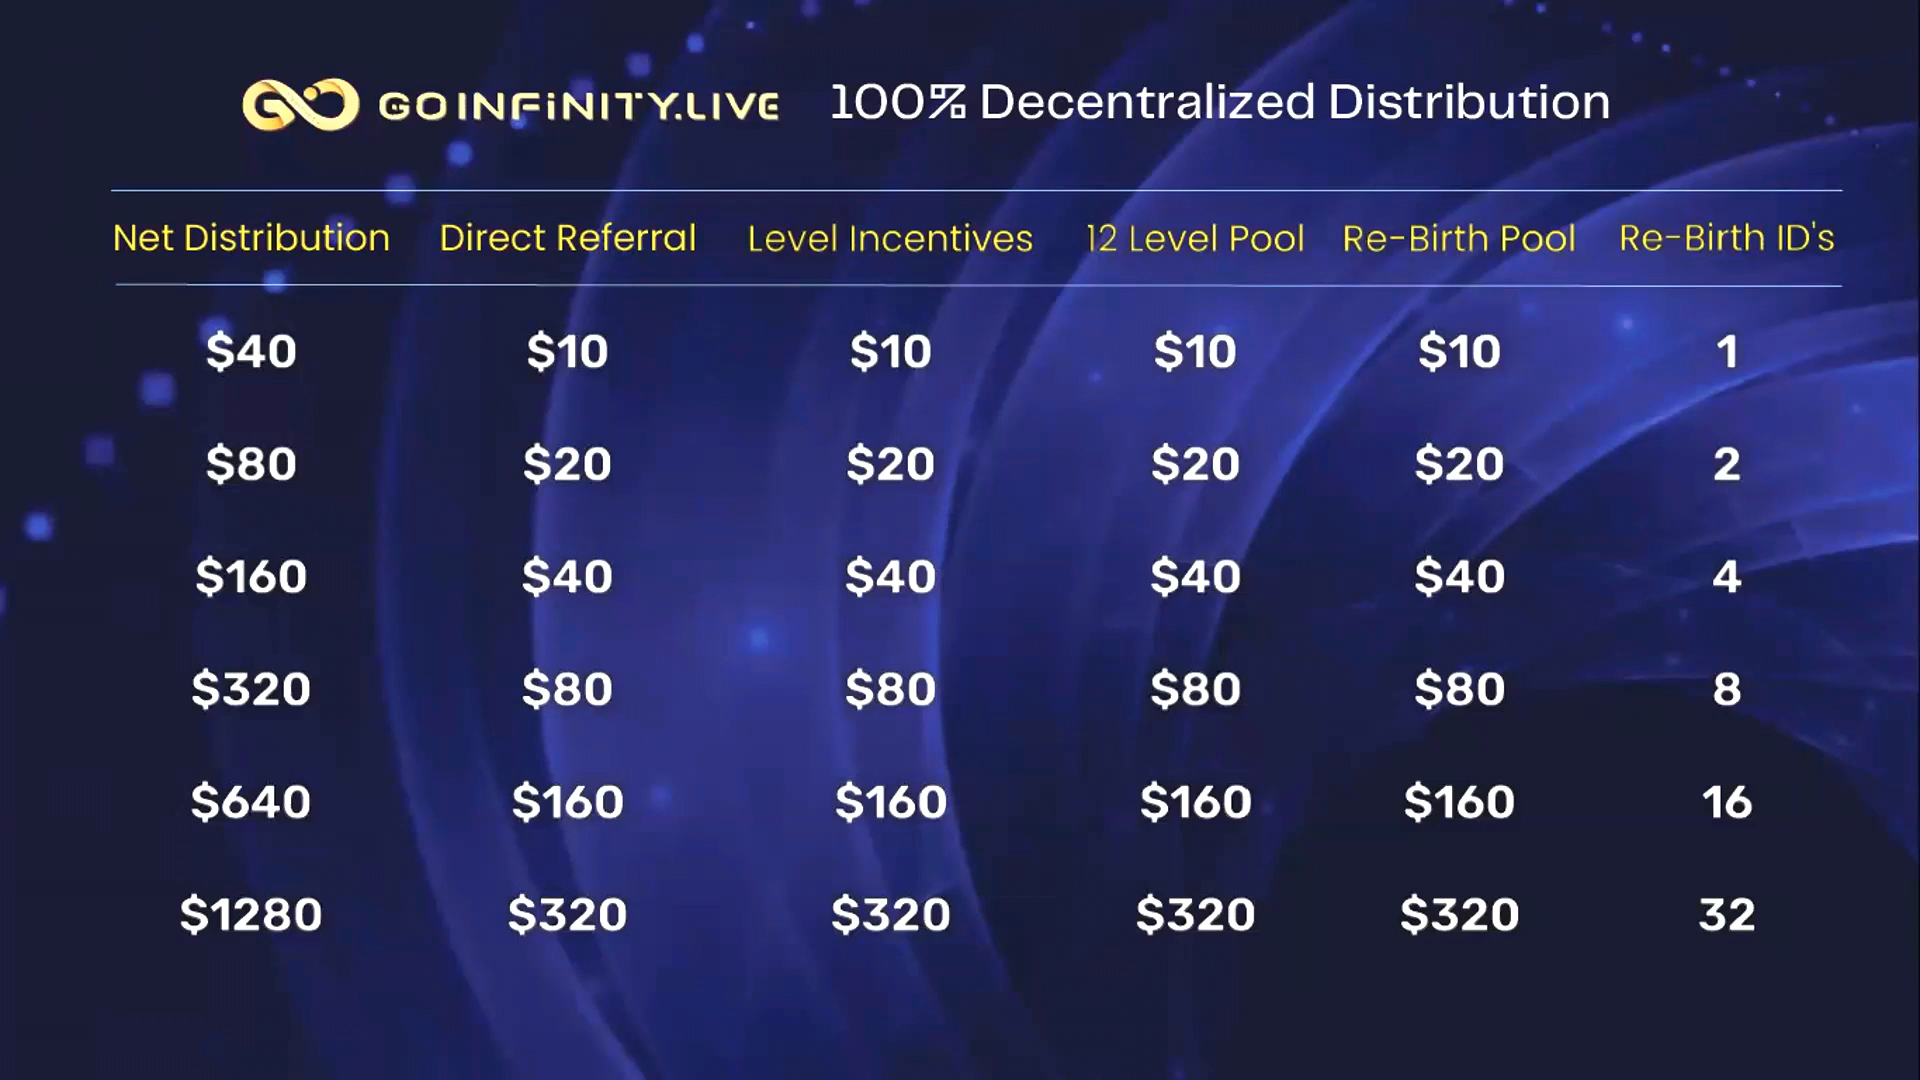 GOINFINITY.LIVE 100% Decentralized Distribution
Net Distribution Direct Referral Level Incentives 12 Level Pool Re-Birth Pool Re-Birth ID's
$40 $10 $10 $10 $10 1
$80 $20 $20 $20 $20 2
$160 $40 $40 $40 $40 4
$320 $80 $80 $80 $80 8
$640 $160 $160 $160 $160 16
$1280 $320 $320 $320 $320 32